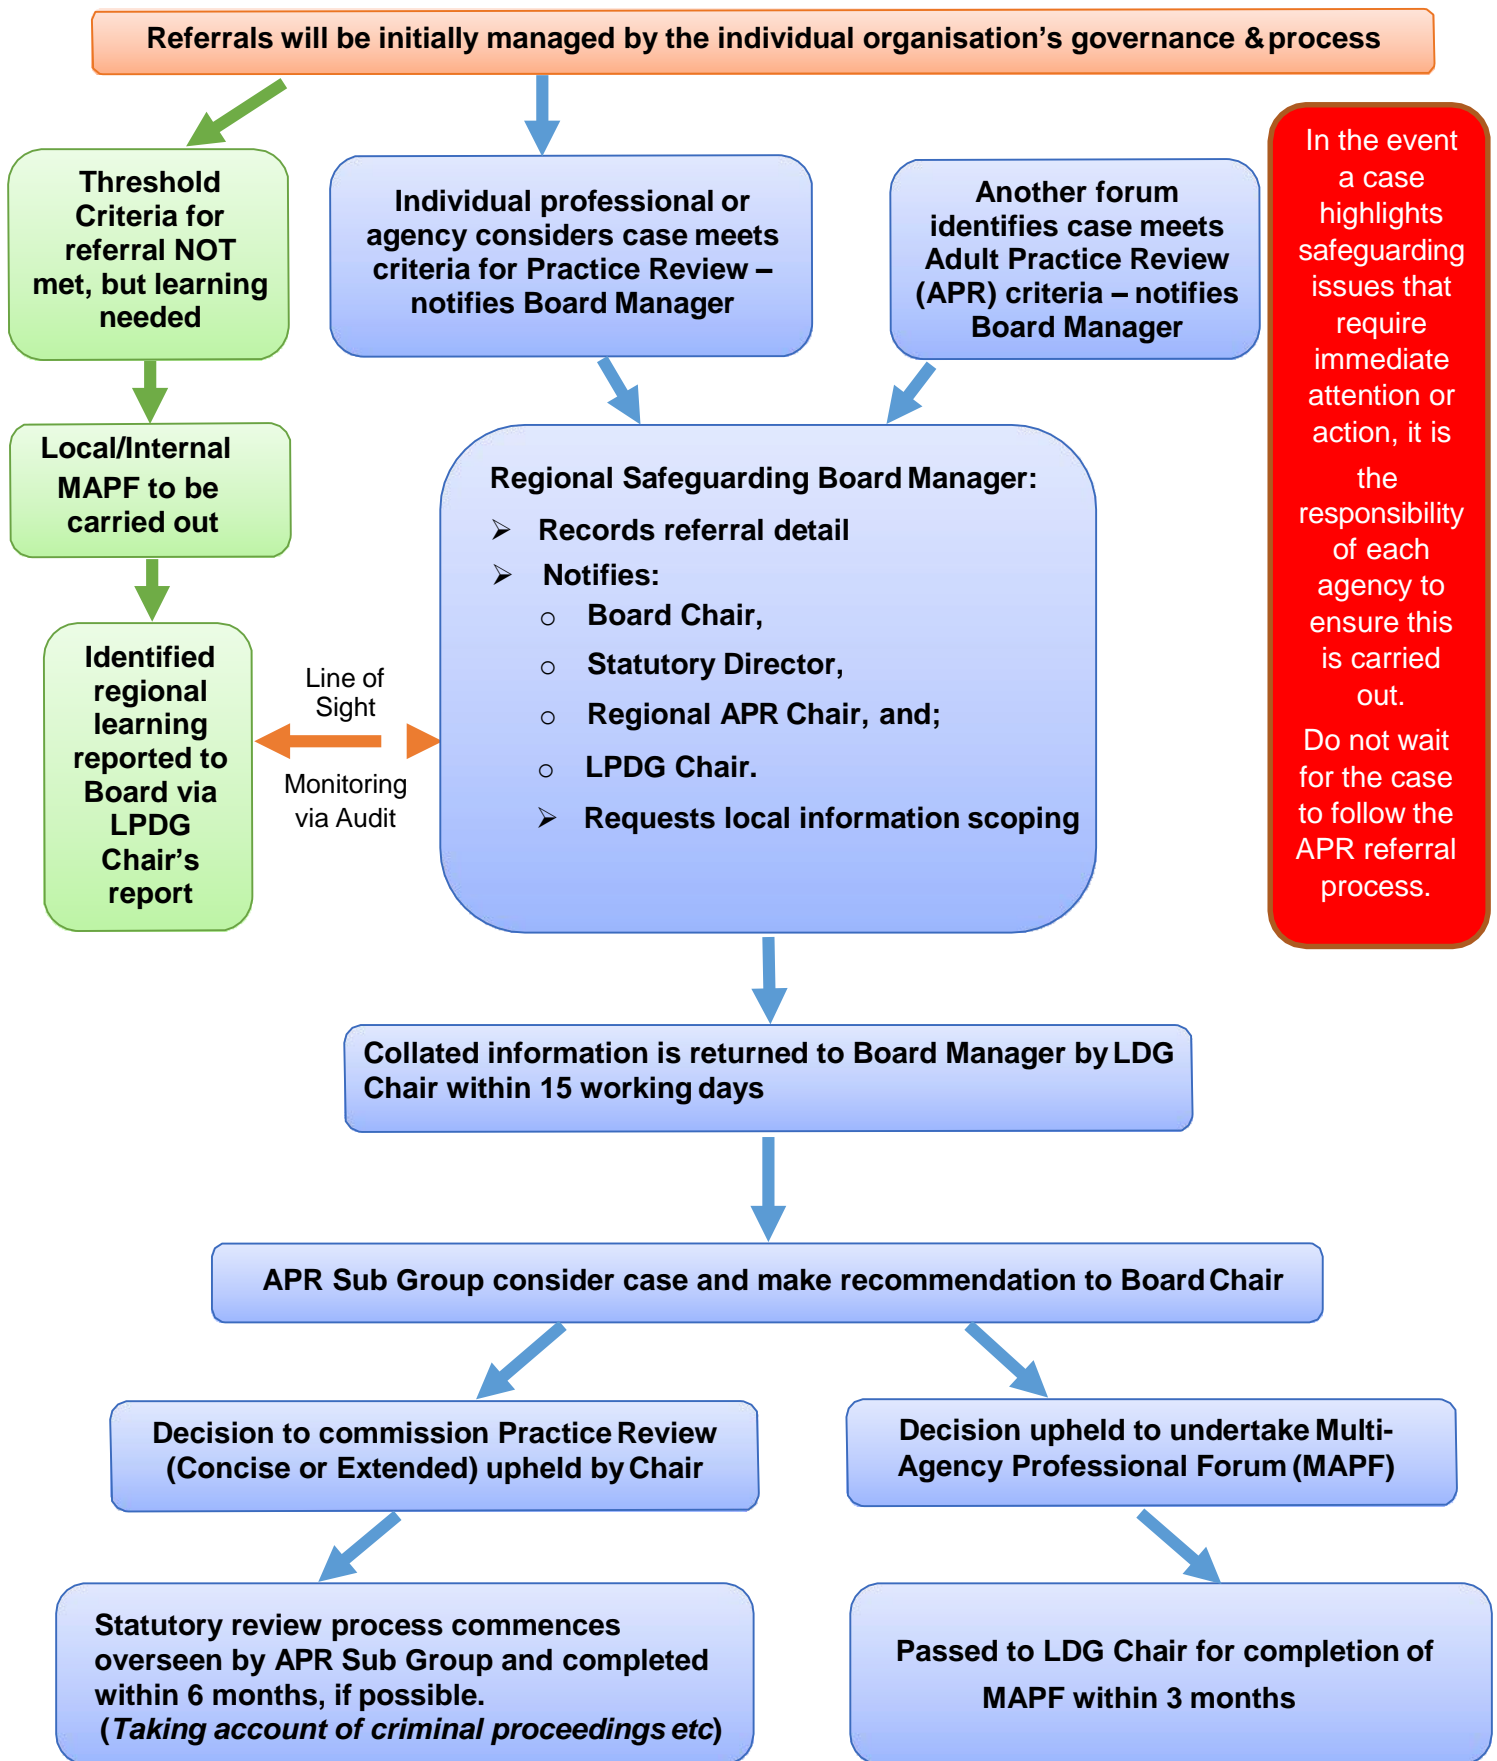 Referrals will be initially managed by the individual organisation’s governance & process
Threshold
Criteria for
referral NOT
met, but learning
needed
Individual professional or
agency considers case meets
criteria for Practice Review –
notifies Board Manager
Another forum
identifies case meets
Adult Practice Review
(APR) criteria – notifies
Board Manager
In the event
a case
highlights
safeguarding
issues that
require
immediate
attention or
action, it is
the
responsibility
of each
agency to
ensure this
is carried
out.
Do not wait
for the case
to follow the
APR referral
process.
Local/Internal
MAPF to be
carried out
Identified
regional
learning
reported to
Board via
LPDG
Chair’s
report
Line of
Sight
Monitoring
via Audit
Regional Safeguarding Board Manager:
➢ Records referral detail
➢ Notifies:
o Board Chair,
o Statutory Director,
o Regional APR Chair, and;
o LPDG Chair.
➢ Requests local information scoping
Collated information is returned to Board Manager by LDG
Chair within 15 working days
APR Sub Group consider case and make recommendation to Board Chair
Decision to commission Practice Review
(Concise or Extended) upheld by Chair
Decision upheld to undertake Multi-
Agency Professional Forum (MAPF)
Statutory review process commences
overseen by APR Sub Group and completed
within 6 months, if possible.
(Taking account of criminal proceedings etc)
Passed to LDG Chair for completion of
MAPF within 3 months